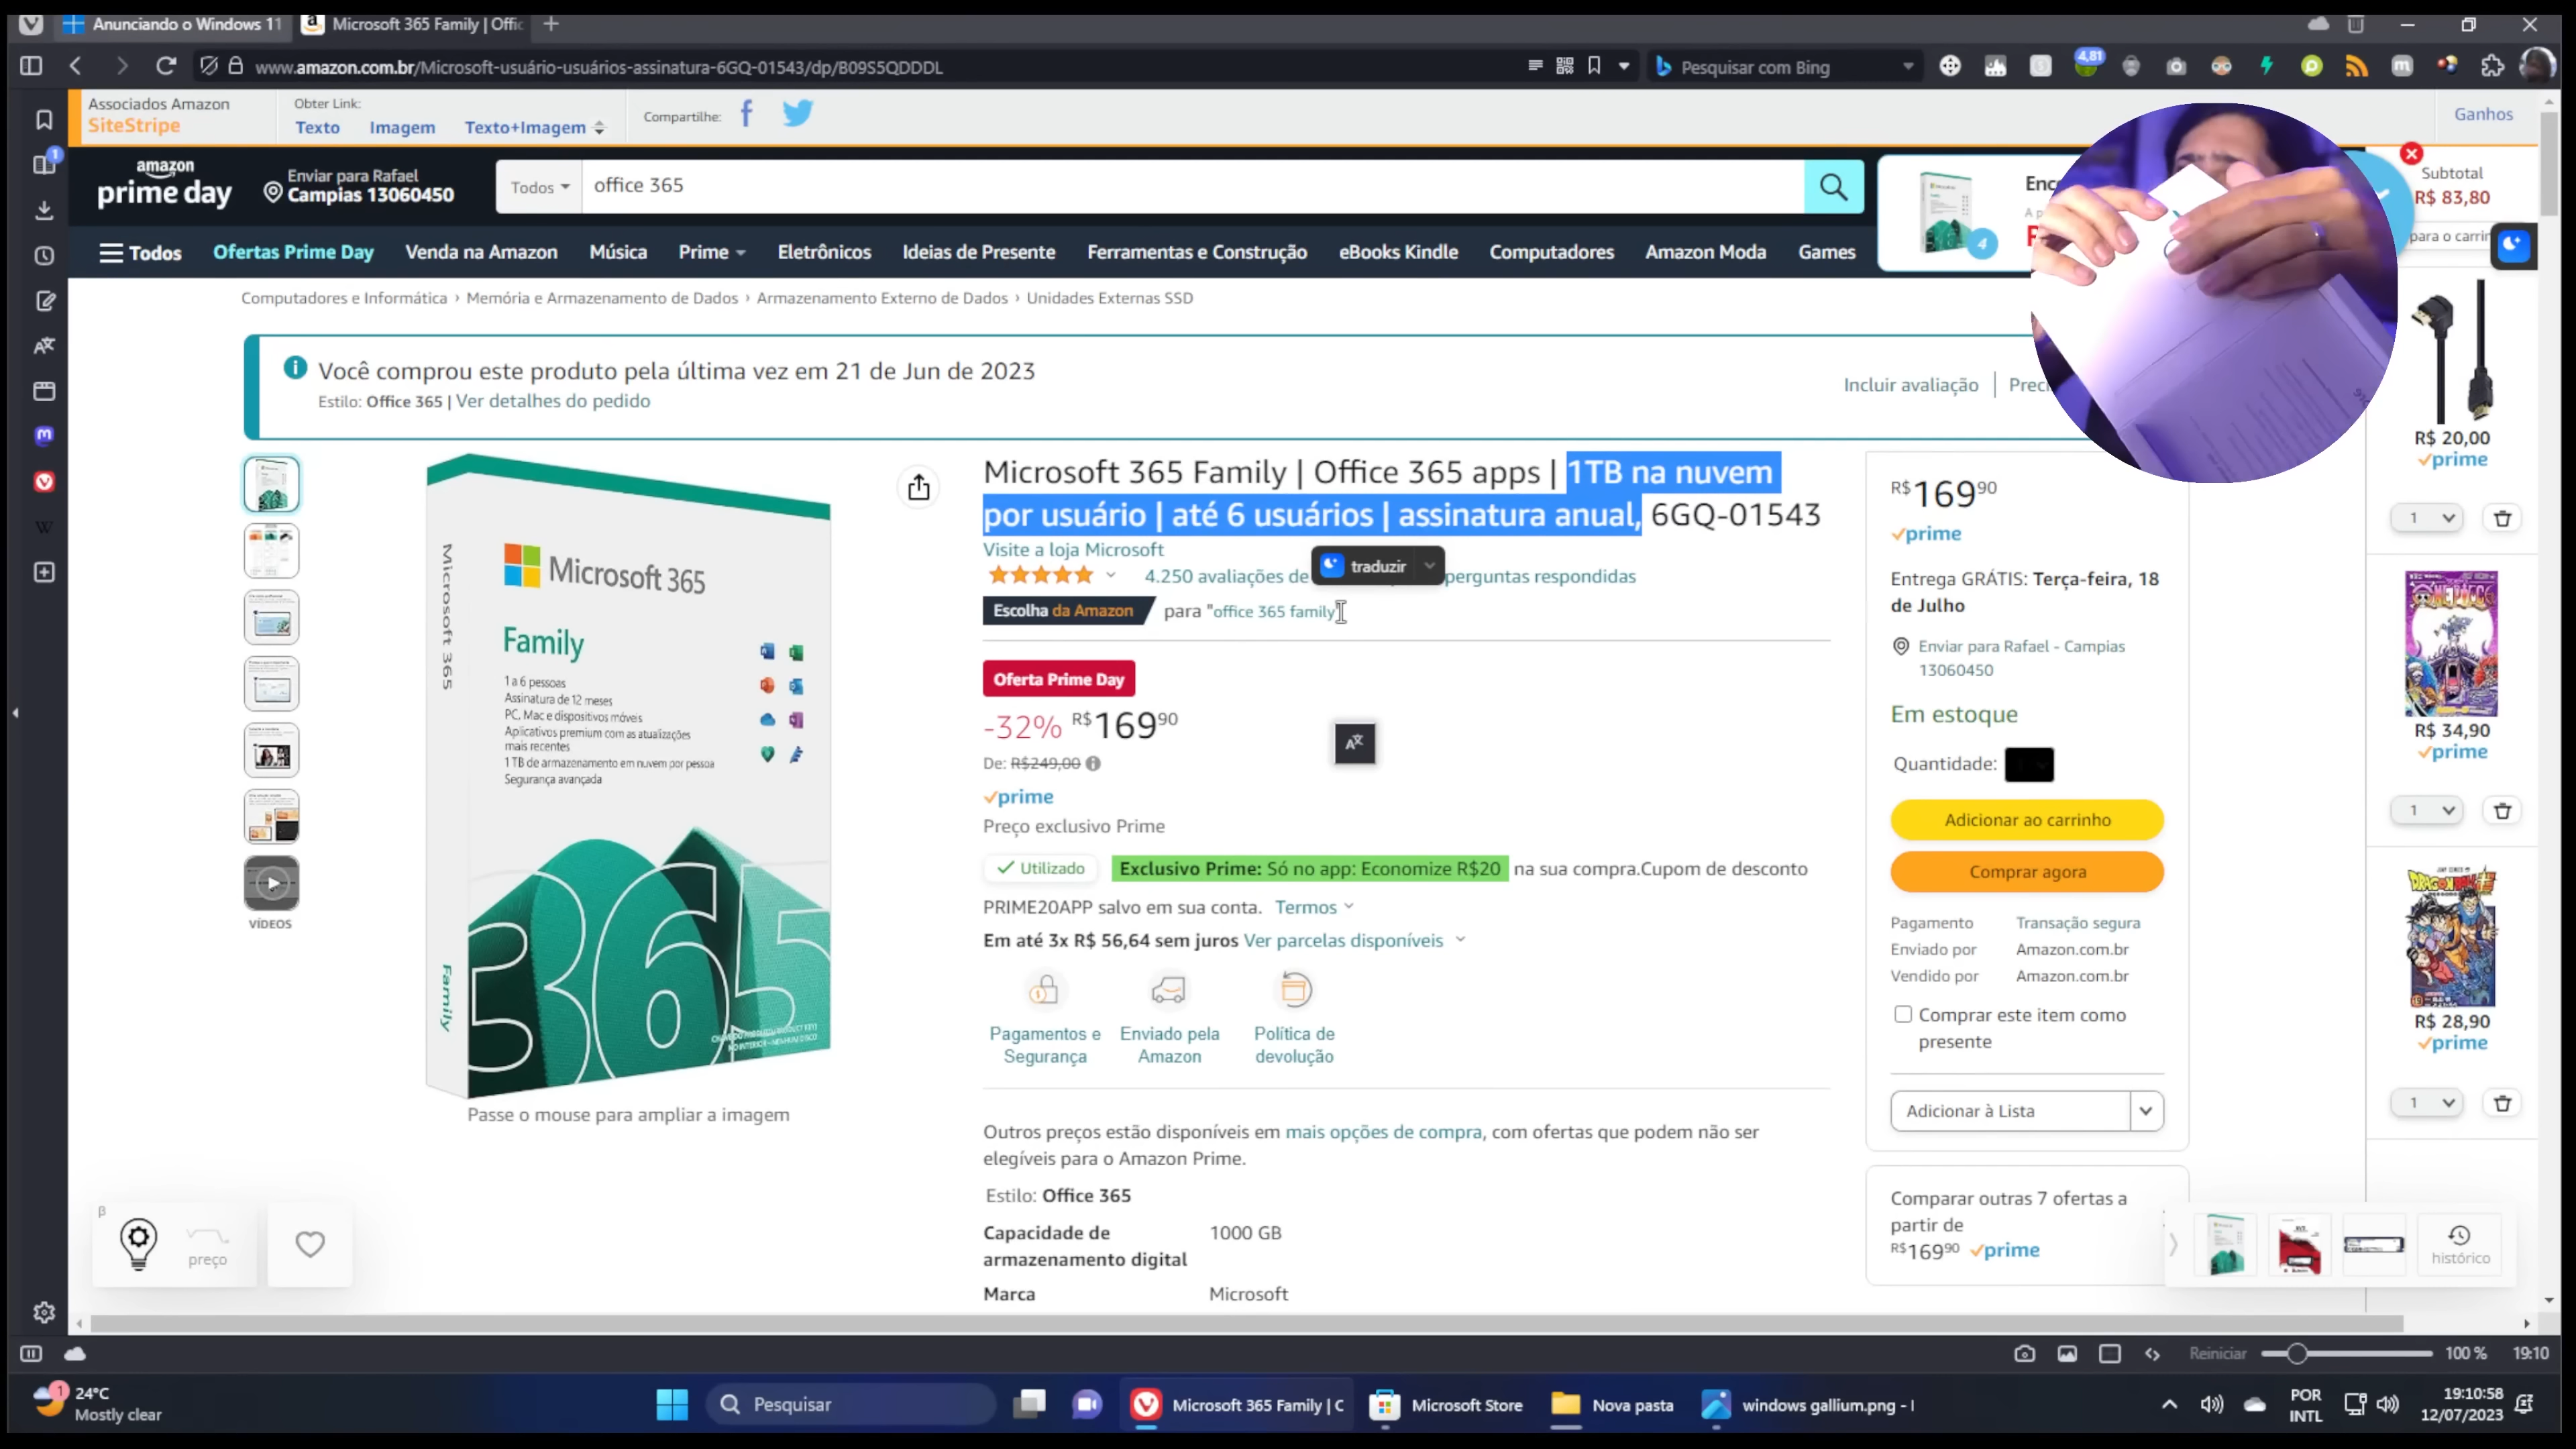 Anunciando o Windows 11
Microsoft 365 Family | Offic
www.amazon.com.br/Microsoft-usuário-usuários-assinatura-6GQ-01543/dp/B09S5QDDDL
Pesquisar com Bing
4,81
Associados Amazon
SiteStripe
Obter Link:
Texto Imagem Texto+Imagem
Compartilhe:
Ganhos
amazon
prime day
Enviar para Rafael
Campias 13060450
Todos
office 365
4
Subtotal
R$ 83,80
para o carrin
Todos Ofertas Prime Day Venda na Amazon Música Prime Eletrônicos Ideias de Presente Ferramentas e Construção eBooks Kindle Computadores Amazon Moda Games
Computadores e Informática › Memória e Armazenamento de Dados › Armazenamento Externo de Dados › Unidades Externas SSD
Você comprou este produto pela última vez em 21 de Jun de 2023
Estilo: Office 365 | Ver detalhes do pedido
Incluir avaliação
Microsoft 365 Family | Office 365 apps | 1TB na nuvem
por usuário | até 6 usuários | assinatura anual, 6GQ-01543
Visite a loja Microsoft
4.250 avaliações de
traduzir
perguntas respondidas
Escolha da Amazon para "office 365 family"
Oferta Prime Day
-32% R$169,90
De: R$249,00
prime
Preço exclusivo Prime
Utilizado
Exclusivo Prime: Só no app: Economize R$20 na sua compra.Cupom de desconto
PRIME20APP salvo em sua conta. Termos
Em até 3x R$ 56,64 sem juros Ver parcelas disponíveis
Pagamentos e
Segurança
Enviado pela
Amazon
Política de
devolução
Outros preços estão disponíveis em mais opções de compra, com ofertas que podem não ser
elegíveis para o Amazon Prime.
Estilo: Office 365
Capacidade de
armazenamento digital
1000 GB
Marca Microsoft
Microsoft 365
Family
Microsoft 365
Family
1 a 6 pessoas
Assinatura de 12 meses
PC, Mac e dispositivos móveis
Aplicativos premium com as atualizações
mais recentes
1 TB de armazenamento em nuvem por pessoa
Segurança avançada
365
VÍDEOS
Passe o mouse para ampliar a imagem
R$169,90
prime
Entrega GRÁTIS: Terça-feira, 18
de Julho
Enviar para Rafael - Campias
13060450
Em estoque
Quantidade:
Adicionar ao carrinho
Comprar agora
Pagamento Transação segura
Enviado por Amazon.com.br
Vendido por Amazon.com.br
Comprar este item como
presente
Adicionar à Lista
Comparar outras 7 ofertas a
partir de
R$169,90 prime
R$ 20,00
prime
1
ONE PIECE
R$ 34,90
prime
1
DRAGON BALL
R$ 28,90
prime
1
β
preço
histórico
Reiniciar 100 % 19:10
1
24°C
Mostly clear
Pesquisar
Microsoft 365 Family | C
Microsoft Store
Nova pasta
windows gallium.png - I
POR
INTL
19:10:58
12/07/2023